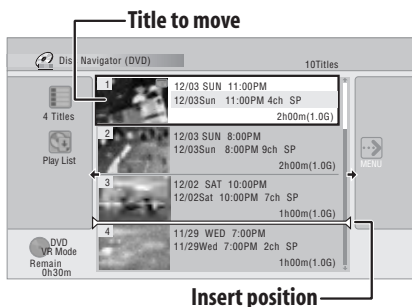 Title to move
Disc Navigator (DVD)
10Titles
1
12/03 SUN 11:00PM
12/03Sun 11:00PM 4ch SP
2h00m(1.0G)
4 Titles
2
12/03 SUN 8:00PM
12/03Sun 8:00PM 9ch SP
2h00m(1.0G)
Play List
MENU
3
12/02 SAT 10:00PM
12/02Sat 10:00PM 7ch SP
1h00m(1.0G)
4
11/29 WED 7:00PM
11/29Wed 7:00PM 2ch SP
1h00m(1.0G)
DVD
VR Mode
Remain
0h30m
Insert position